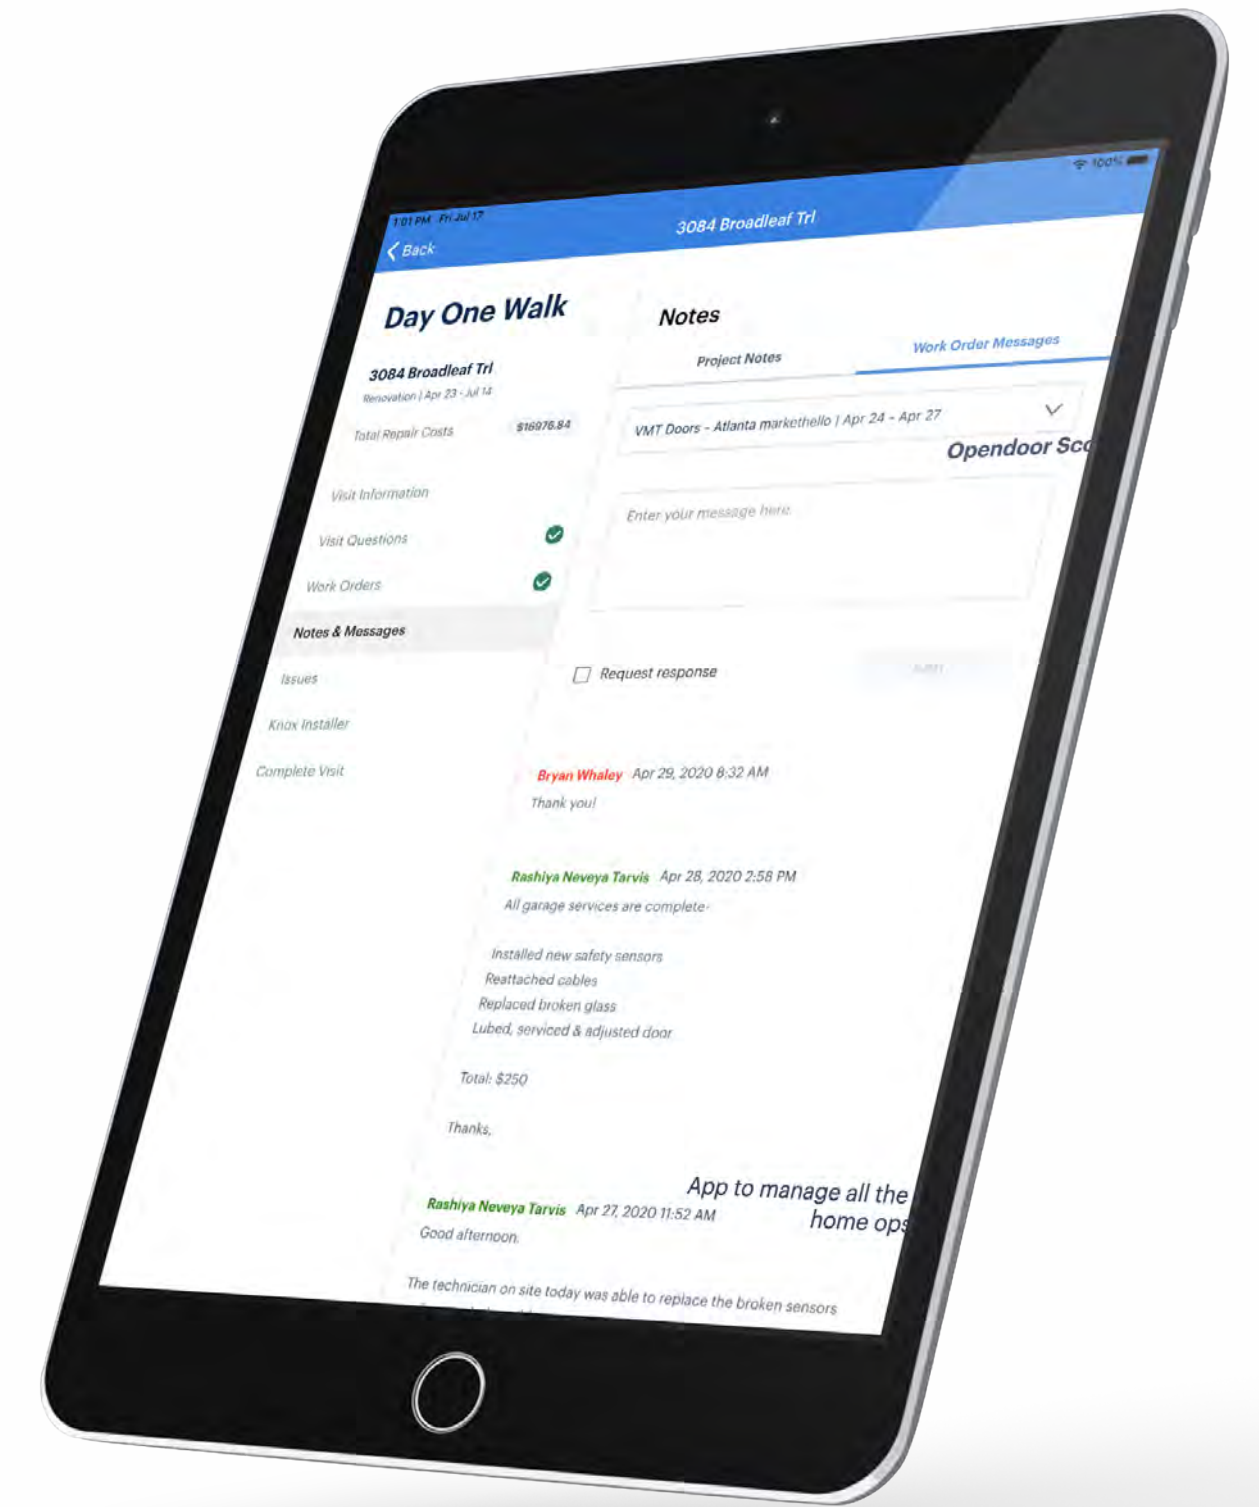 1:01 PM Fri Jul 17
100%
Back
3084 Broadleaf Trl
Day One Walk
3084 Broadleaf Trl
Renovation | Apr 23 - Jul 14
Total Repair Costs $16976.84
Visit Information
Visit Questions
Work Orders
Notes & Messages
Issues
Knox Installer
Complete Visit
Notes
Project Notes
Work Order Messages
VMT Doors - Atlanta markethello | Apr 24 - Apr 27
Opendoor Sco
Enter your message here.
Request response
Bryan Whaley Apr 29, 2020 8:32 AM
Thank you!
Rashiya Neveya Tarvis Apr 28, 2020 2:58 PM
All garage services are complete-
Installed new safety sensors
Reattached cables
Replaced broken glass
Lubed, serviced & adjusted door
Total: $250
Thanks,
App to manage all the
home ops
Rashiya Neveya Tarvis Apr 27, 2020 11:52 AM
Good afternoon.
The technician on site today was able to replace the broken sensors